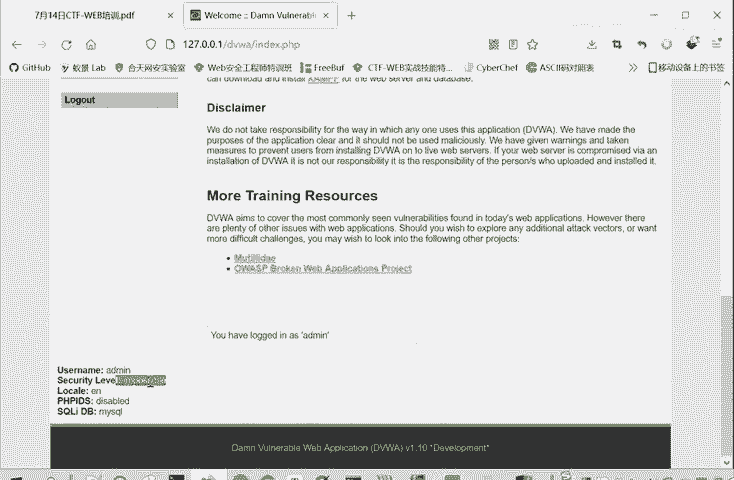 7月14日CTF-WEB培训.pdf
Welcome :: Damn Vulnerable
127.0.0.1/dvwa/index.php
GitHub
蚁景 Lab
合天网安实验室
Web安全工程师特训班
FreeBuf
CTF-WEB实战技能特...
CyberChef
ASCII码对照表
移动设备上的书签
can download and install XAMPP for the web server and database.
Logout
Disclaimer
We do not take responsibility for the way in which any one uses this application (DVWA). We have made the
purposes of the application clear and it should not be used maliciously. We have given warnings and taken
measures to prevent users from installing DVWA on to live web servers. If your web server is compromised via an
installation of DVWA it is not our responsibility it is the responsibility of the person/s who uploaded and installed it.
More Training Resources
DVWA aims to cover the most commonly seen vulnerabilities found in today's web applications. However there
are plenty of other issues with web applications. Should you wish to explore any additional attack vectors, or want
more difficult challenges, you may wish to look into the following other projects:
• Mutillidae
• OWASP Broken Web Applications Project
You have logged in as 'admin'
Username: admin
Security Leve
Locale: en
PHPIDS: disabled
SQLi DB: mysql
Damn Vulnerable Web Application (DVWA) v1.10 *Development*